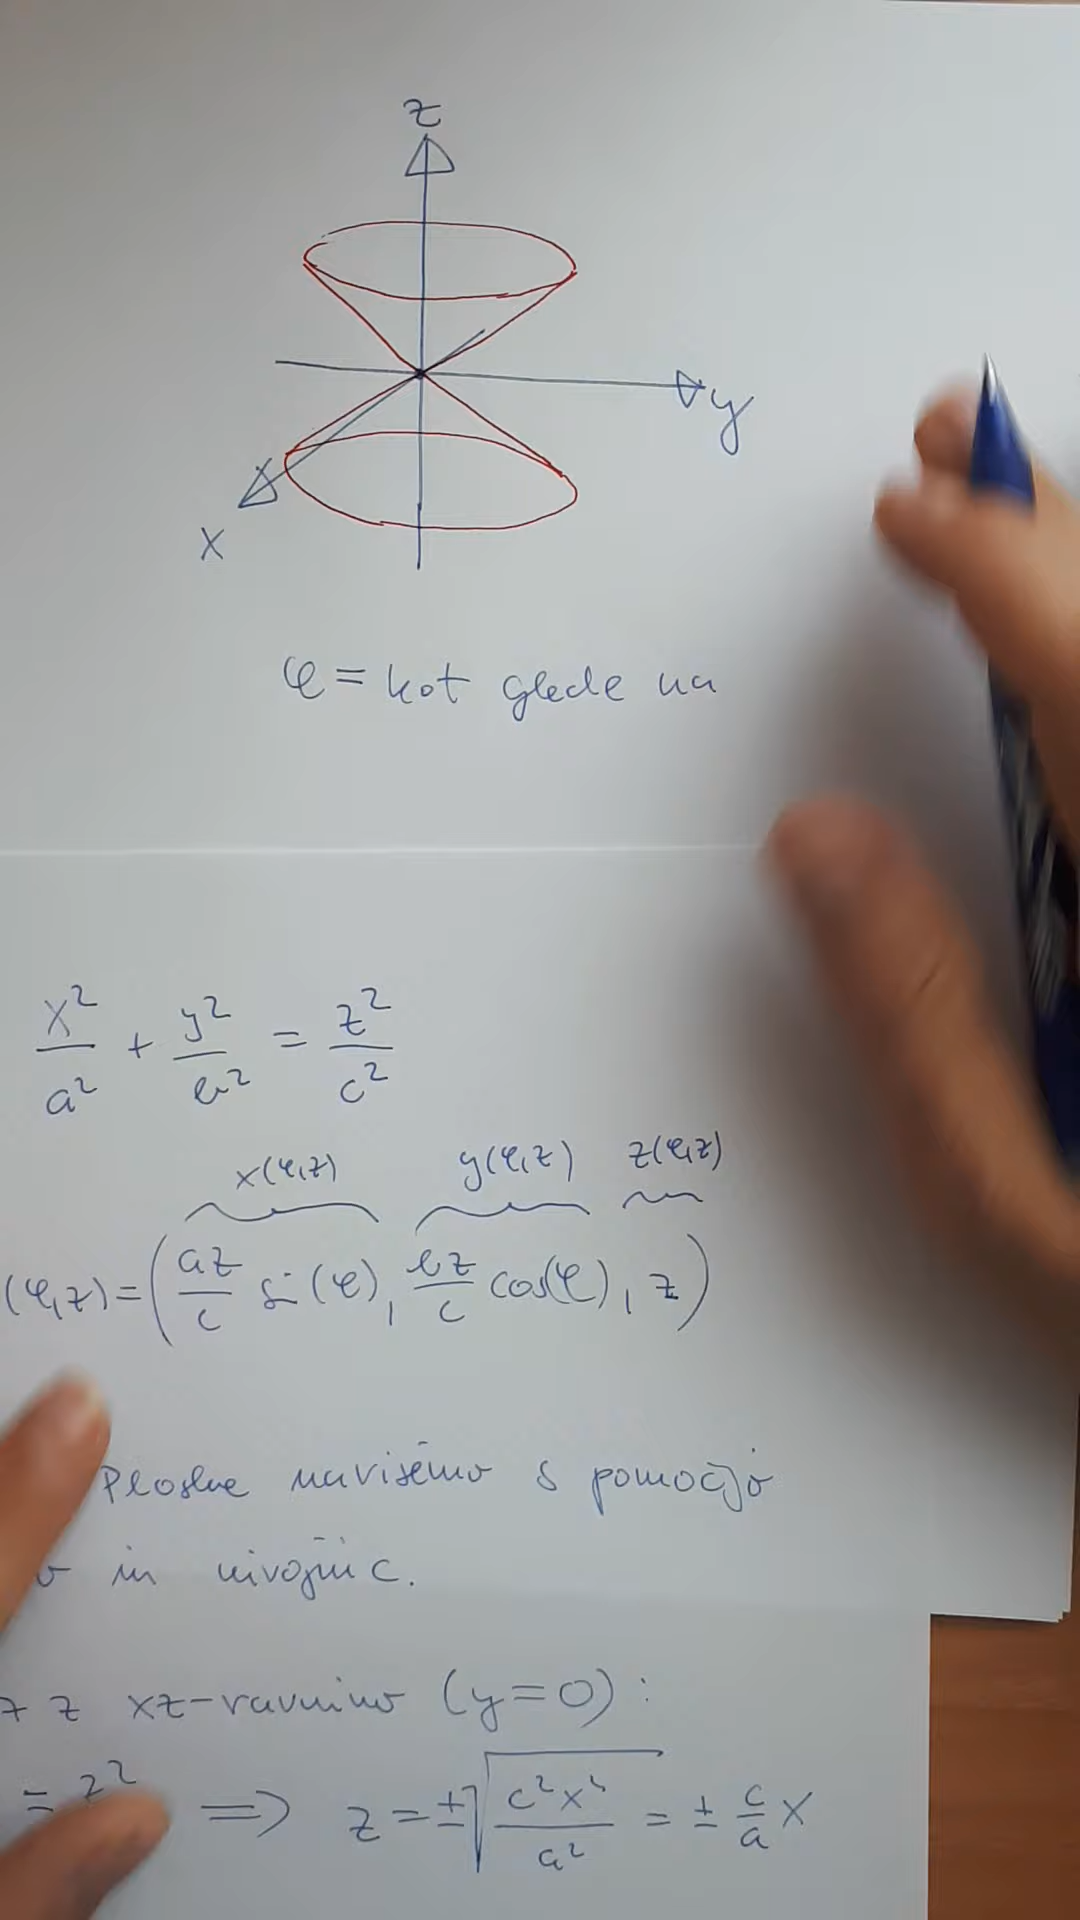 z
y
x
φ = kot glede na
x²/a² + y²/b² = z²/c²
x(φ,z) y(φ,z) z(φ,z)
(φ,z) = (az/c sin(φ), bz/c cos(φ), z)
Ploskve narišemo s pomočjo
in nivojnic.
z xz-ravnino (y=0):
= z² ⟹ z = ±√(c²x²/a²) = ± c/a x